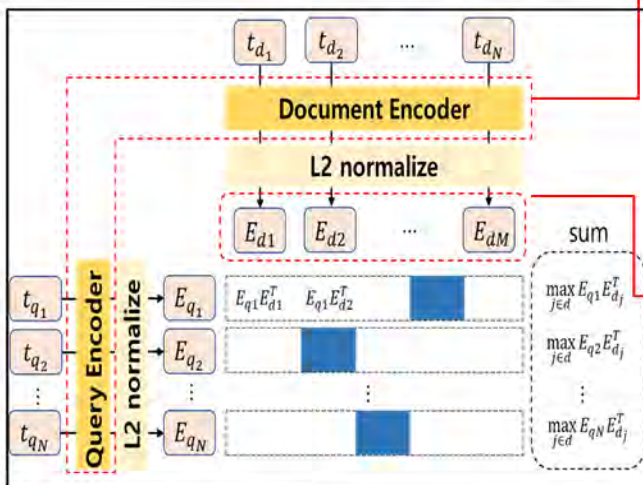 t_{d_1} t_{d_2} ... t_{d_N}
Document Encoder
L2 normalize
E_{d1} E_{d2} ... E_{dM}
sum
Query Encoder
L2 normalize
t_{q_1} E_{q_1} E_{q1}E_{d1}^T E_{q1}E_{d2}^T max_{j∈d} E_{q1}E_{d_j}^T
t_{q_2} E_{q_2} max_{j∈d} E_{q2}E_{d_j}^T
⋮ ⋮ ⋮ ⋮
t_{q_N} E_{q_N} max_{j∈d} E_{qN}E_{d_j}^T